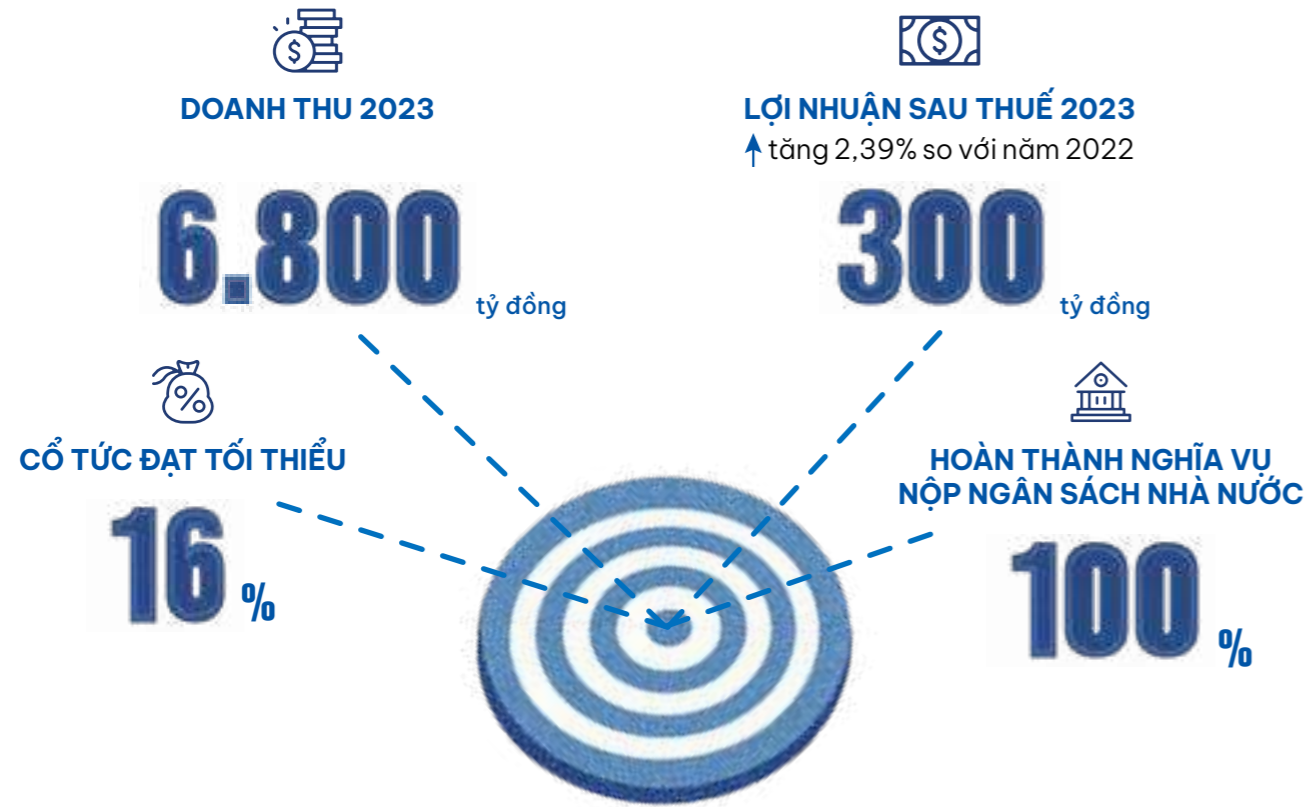 DOANH THU 2023
6.800 tỷ đồng
LỢI NHUẬN SAU THUẾ 2023
tăng 2,39% so với năm 2022
300 tỷ đồng
CỔ TỨC ĐẠT TỐI THIỂU
16 %
HOÀN THÀNH NGHĨA VỤ
NỘP NGÂN SÁCH NHÀ NƯỚC
100 %